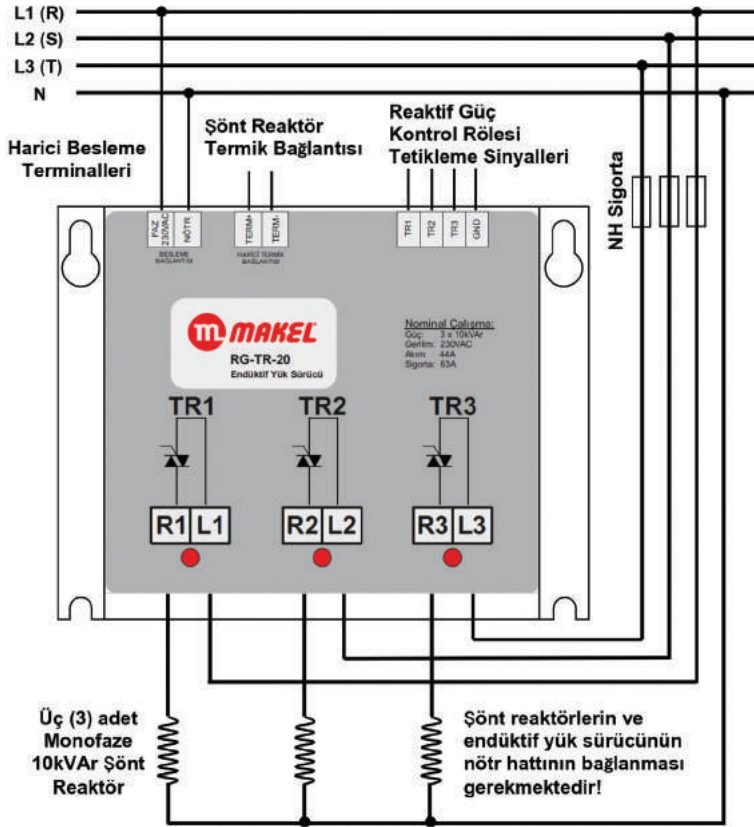 L1 (R)
L2 (S)
L3 (T)
N
Harici Besleme
Terminalleri
Şönt Reaktör
Termik Bağlantısı
Reaktif Güç
Kontrol Rölesi
Tetikleme Sinyalleri
NH Sigorta
FAZ
230VAC
NÖTR
BESLEME
BAĞLANTISI
TERM+
TERM-
HARİCİ TERMİK
BAĞLANTISI
TR1
TR2
TR3
GND
m MAKEL
RG-TR-20
Endüktif Yük Sürücü
Nominal Çalışma:
Güç: 3 x 10kVAr
Gerilim: 230VAC
Akım: 44A
Sigorta: 63A
TR1
TR2
TR3
R1 L1
R2 L2
R3 L3
Üç (3) adet
Monofaze
10kVAr Şönt
Reaktör
Şönt reaktörlerin ve
endüktif yük sürücünün
nötr hattının bağlanması
gerekmektedir!